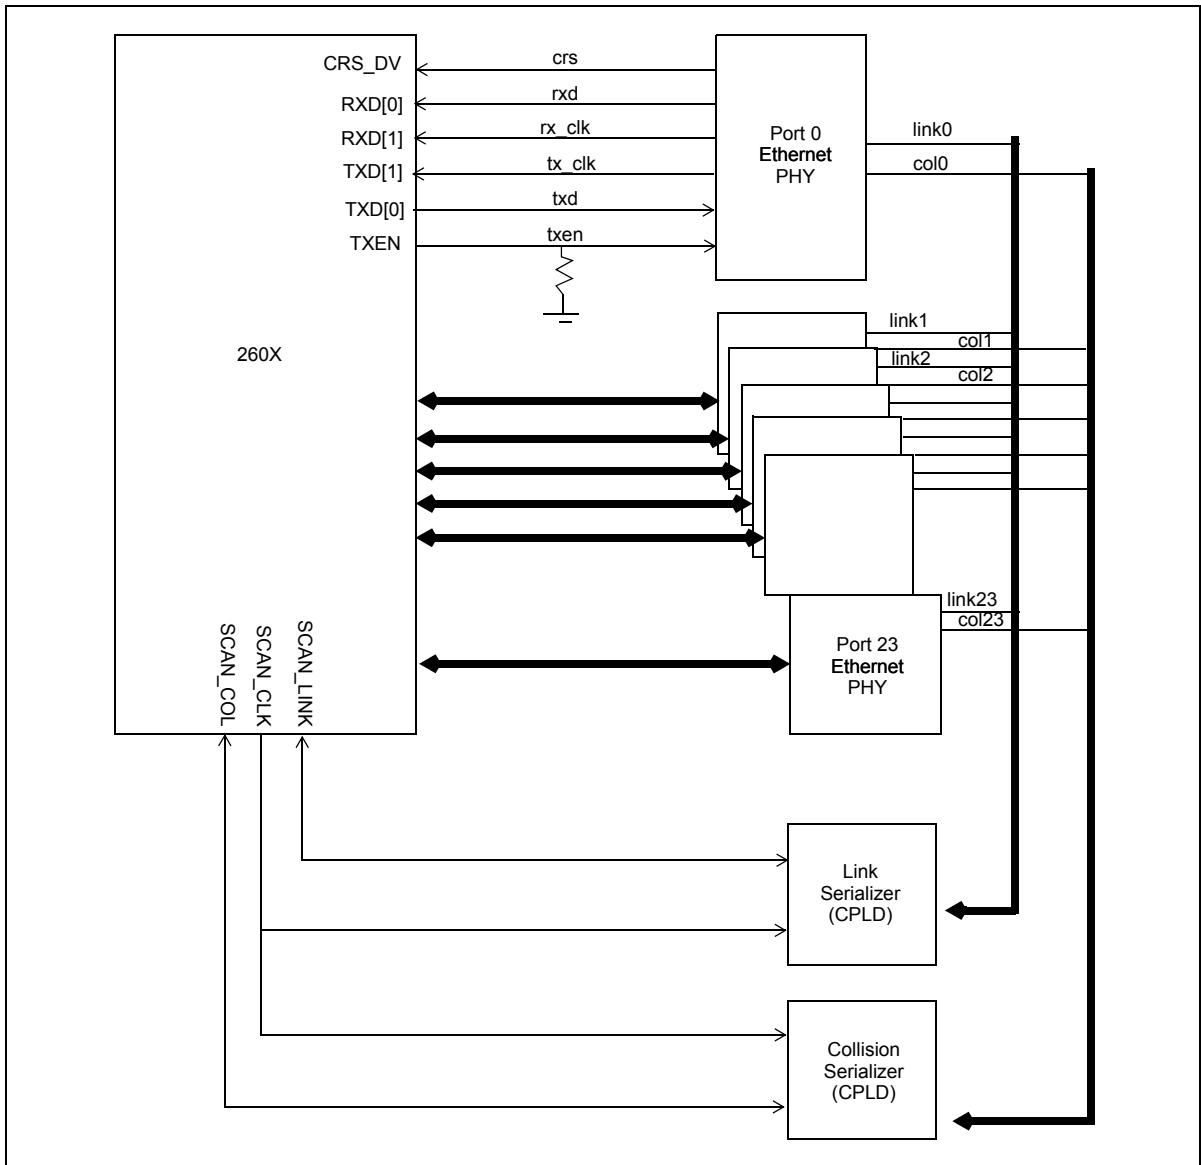 CRS_DV
crs
RXD[0]
rxd
RXD[1]
rx_clk
TXD[1]
tx_clk
TXD[0]
txd
TXEN
txen
Port 0
Ethernet
PHY
link0
col0
260X
link1
col1
link2
col2
link23
col23
Port 23
Ethernet
PHY
SCAN_COL
SCAN_CLK
SCAN_LINK
Link
Serializer
(CPLD)
Collision
Serializer
(CPLD)